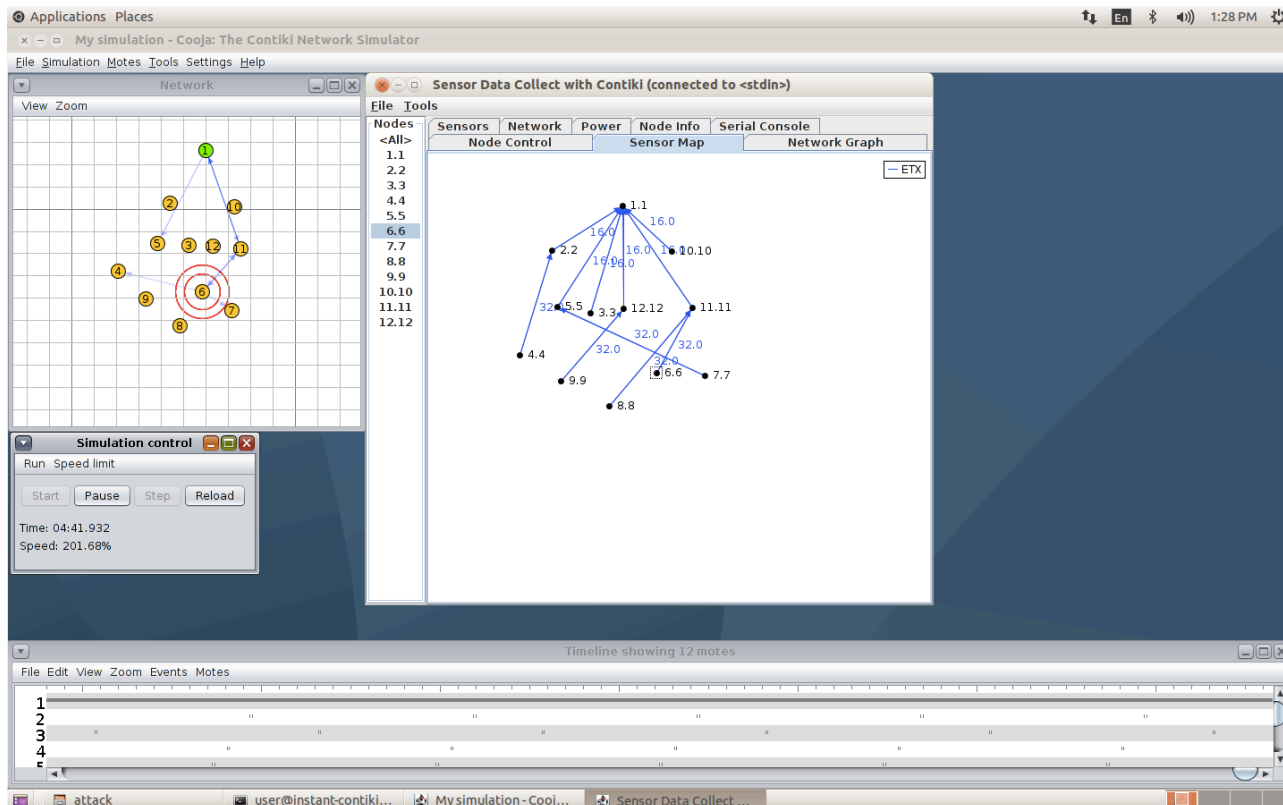 Applications Places
En 1:28 PM
My simulation - Cooja: The Contiki Network Simulator
File Simulation Motes Tools Settings Help
Network
View Zoom
1
2
10
5
3
12
11
4
6
9
7
8
Simulation control
Run Speed limit
Start Pause Step Reload
Time: 04:41.932
Speed: 201.68%
Sensor Data Collect with Contiki (connected to <stdin>)
File Tools
Nodes
<All>
1.1
2.2
3.3
4.4
5.5
6.6
7.7
8.8
9.9
10.10
11.11
12.12
Sensors Network Power Node Info Serial Console
Node Control Sensor Map Network Graph
ETX
1.1
16.0
16.0
2.2 16.0 16.0 10.10
16.0 16.0
32.0 5.5 3.3 12.12 11.11
32.0
32.0 32.0
4.4 32.0
9.9 6.6 7.7
8.8
Timeline showing 12 motes
File Edit View Zoom Events Motes
1
2
3
4
5
attack user@instant-contiki... My simulation - Cooj... Sensor Data Collect ...